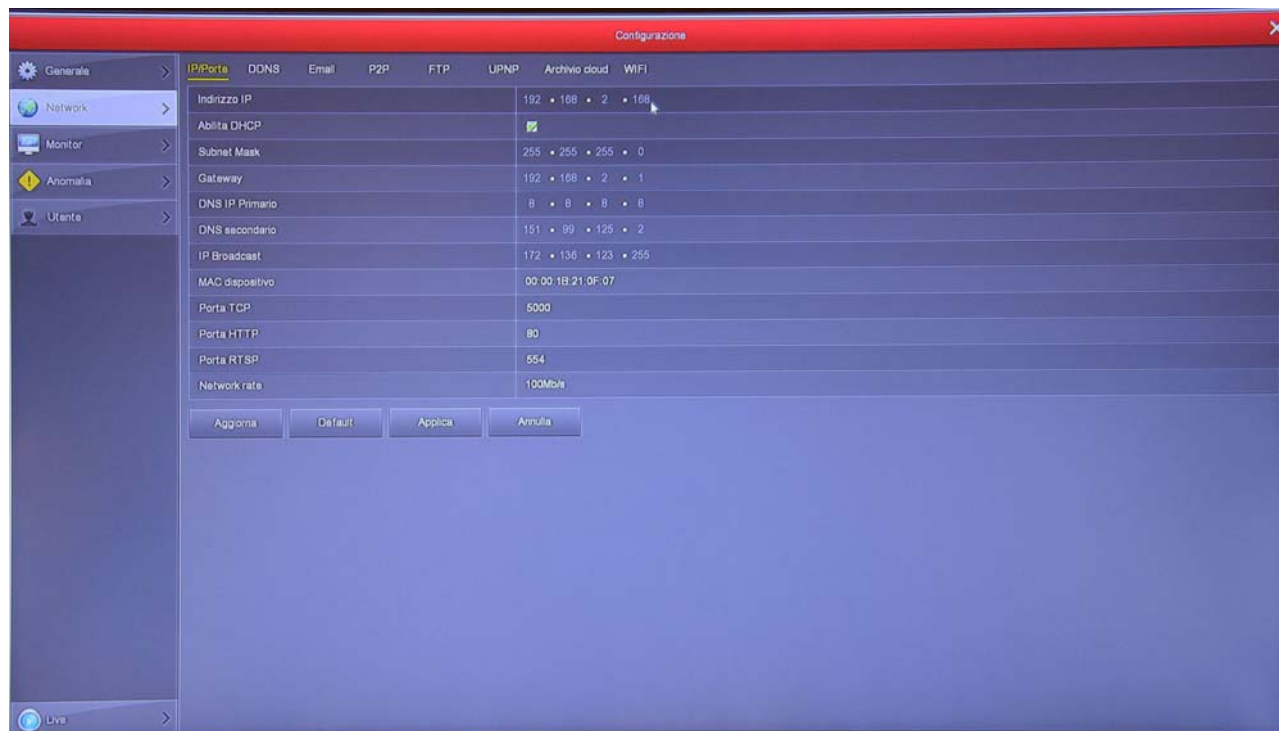 Configurazione
Generale
Network
Monitor
Anomalia
Utente
Live
IP/Porte DDNS Email P2P FTP UPNP Archivio cloud WIFI
Indirizzo IP 192 . 168 . 2 . 168
Abilita DHCP
Subnet Mask 255 . 255 . 255 . 0
Gateway 192 . 168 . 2 . 1
DNS IP Primario 8 . 8 . 8 . 8
DNS secondario 151 . 99 . 125 . 2
IP Broadcast 172 . 136 . 123 . 255
MAC dispositivo 00:00:1B:21:0F:07
Porta TCP 5000
Porta HTTP 80
Porta RTSP 554
Network rate 100Mb/s
Aggiorna Default Applica Annulla